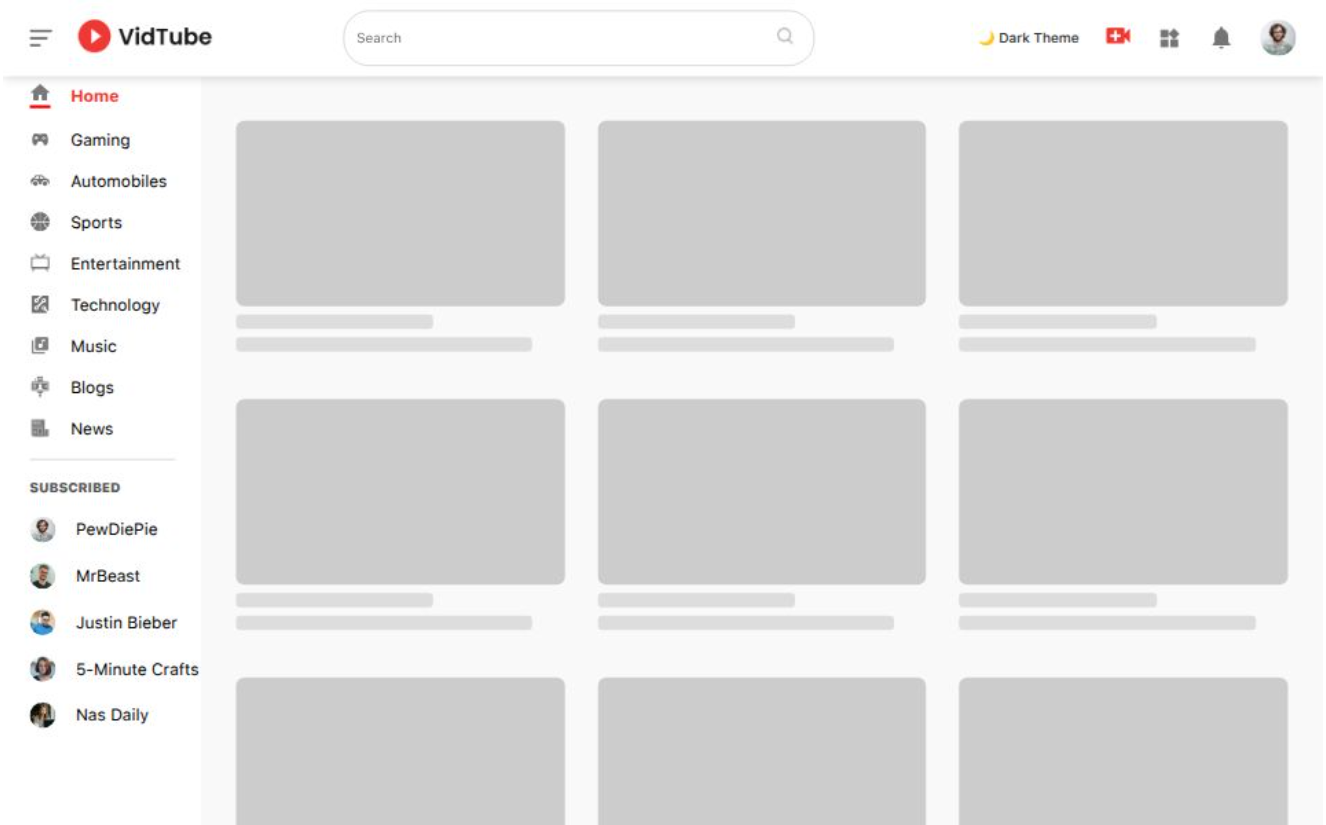 VidTube
Search
Dark Theme
Home
Gaming
Automobiles
Sports
Entertainment
Technology
Music
Blogs
News
SUBSCRIBED
PewDiePie
MrBeast
Justin Bieber
5-Minute Crafts
Nas Daily